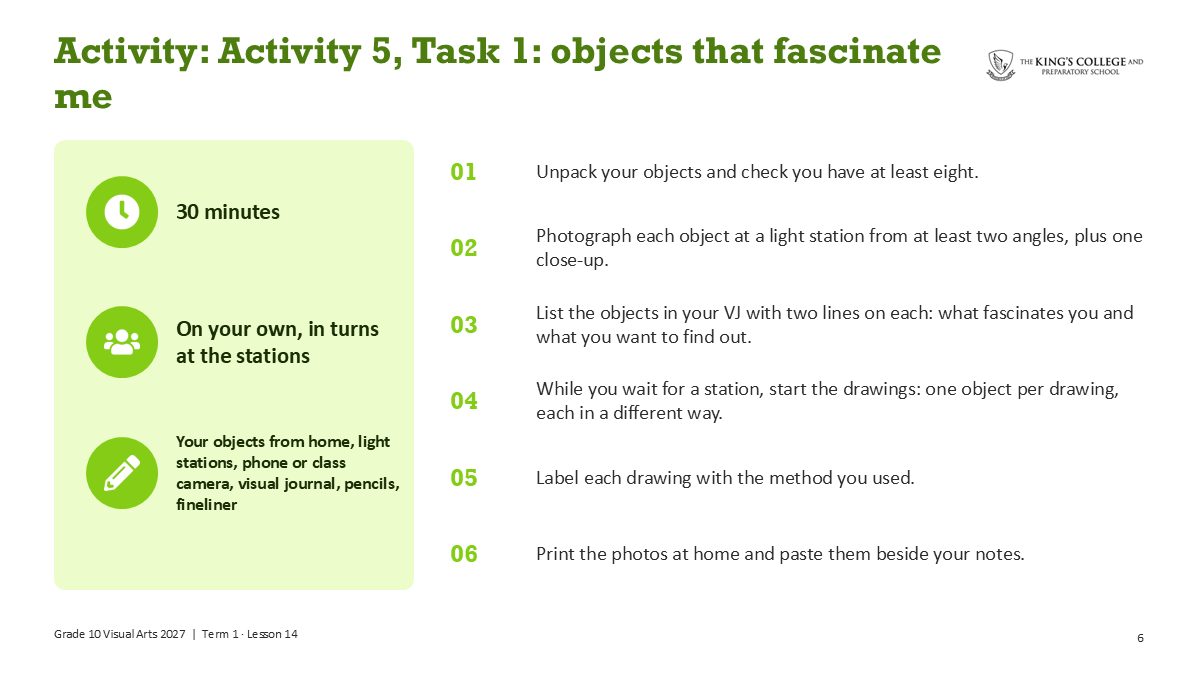 Activity: Activity 5, Task 1: objects that fascinate
me
THE KING'S COLLEGE AND
PREPARATORY SCHOOL
30 minutes
On your own, in turns
at the stations
Your objects from home, light
stations, phone or class
camera, visual journal, pencils,
fineliner
01
Unpack your objects and check you have at least eight.
02
Photograph each object at a light station from at least two angles, plus one
close-up.
03
List the objects in your VJ with two lines on each: what fascinates you and
what you want to find out.
04
While you wait for a station, start the drawings: one object per drawing,
each in a different way.
05
Label each drawing with the method you used.
06
Print the photos at home and paste them beside your notes.
Grade 10 Visual Arts 2027 | Term 1 · Lesson 14
6